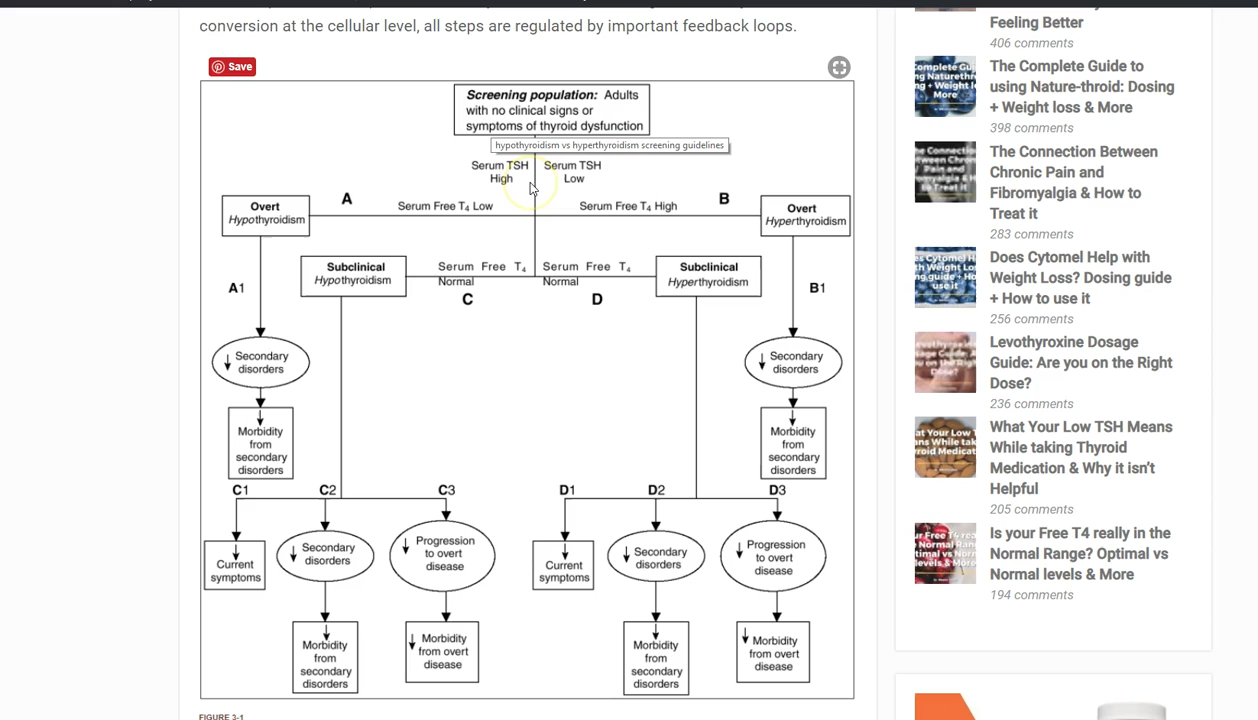 conversion at the cellular level, all steps are regulated by important feedback loops.
Save
Screening population: Adults
with no clinical signs or
symptoms of thyroid dysfunction
hypothyroidism vs hyperthyroidism screening guidelines
Serum TSH
High
Serum TSH
Low
A
Serum Free T4 Low
Serum Free T4 High
B
Overt
Hypothyroidism
Overt
Hyperthyroidism
Subclinical
Hypothyroidism
Serum Free T4
Normal
C
Serum Free T4
Normal
D
Subclinical
Hyperthyroidism
A1
B1
↓ Secondary
disorders
↓ Secondary
disorders
↓
Morbidity
from
secondary
disorders
↓
Morbidity
from
secondary
disorders
C1
C2
C3
D1
D2
D3
↓
Current
symptoms
↓ Secondary
disorders
↓ Progression
to overt
disease
↓
Current
symptoms
↓ Secondary
disorders
↓ Progression
to overt
disease
↓
Morbidity
from
secondary
disorders
↓ Morbidity
from overt
disease
↓
Morbidity
from
secondary
disorders
↓ Morbidity
from overt
disease
FIGURE 3-1
Feeling Better
406 comments
The Complete Guide to
using Nature-throid: Dosing
+ Weight loss & More
398 comments
The Connection Between
Chronic Pain and
Fibromyalgia & How to
Treat it
283 comments
Does Cytomel Help with
Weight Loss? Dosing guide
+ How to use it
256 comments
Levothyroxine Dosage
Guide: Are you on the Right
Dose?
236 comments
What Your Low TSH Means
While taking Thyroid
Medication & Why it isn't
Helpful
205 comments
Is your Free T4 really in the
Normal Range? Optimal vs
Normal levels & More
194 comments